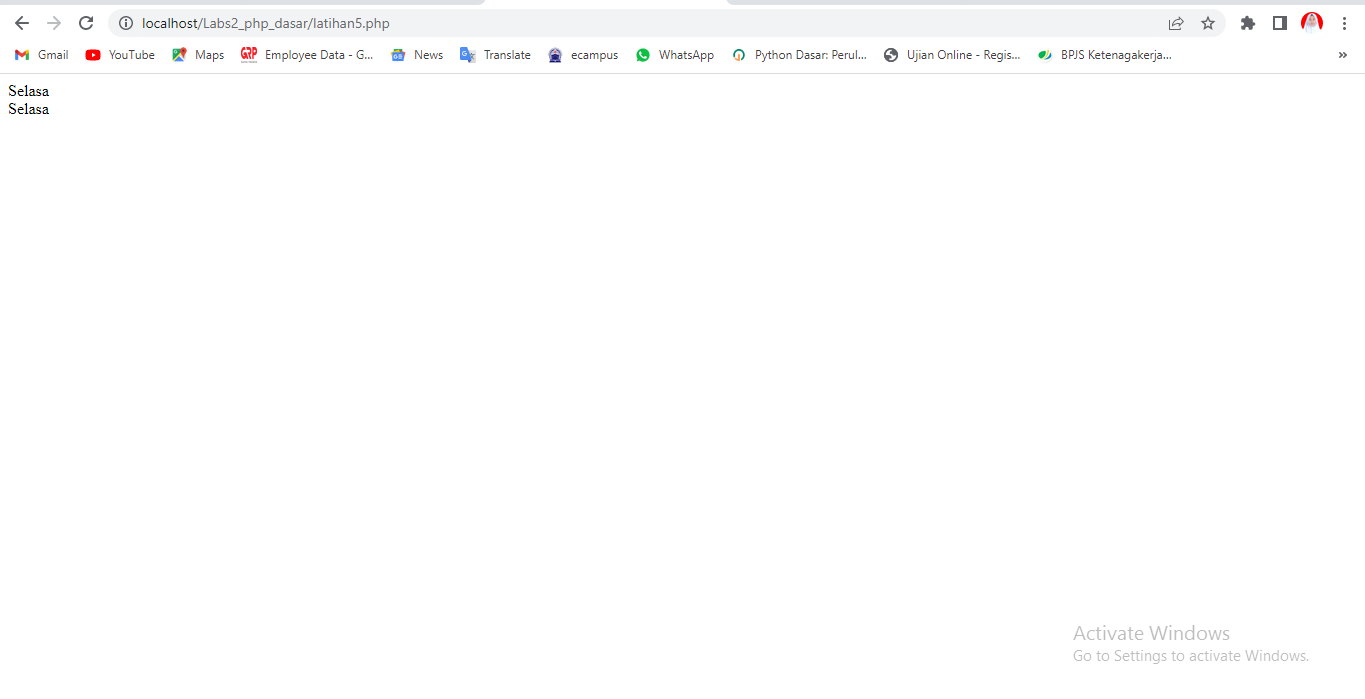 localhost/Labs2_php_dasar/latihan5.php
Gmail YouTube Maps GRP Employee Data - G... News Translate ecampus WhatsApp Python Dasar: Perul... Ujian Online - Regis... BPJS Ketenagakerja... »
Selasa
Selasa
Activate Windows
Go to Settings to activate Windows.